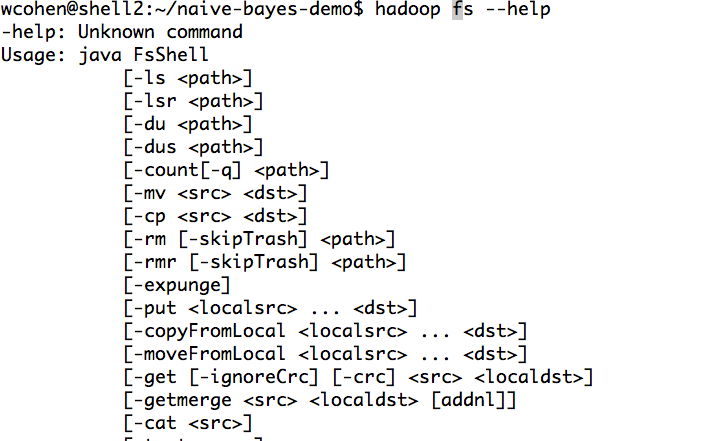 wcohen@shell2:~/naive-bayes-demo$ hadoop fs --help
-help: Unknown command
Usage: java FsShell
[-ls <path>]
[-lsr <path>]
[-du <path>]
[-dus <path>]
[-count[-q] <path>]
[-mv <src> <dst>]
[-cp <src> <dst>]
[-rm [-skipTrash] <path>]
[-rmr [-skipTrash] <path>]
[-expunge]
[-put <localsrc> ... <dst>]
[-copyFromLocal <localsrc> ... <dst>]
[-moveFromLocal <localsrc> ... <dst>]
[-get [-ignoreCrc] [-crc] <src> <localdst>]
[-getmerge <src> <localdst> [addnl]]
[-cat <src>]